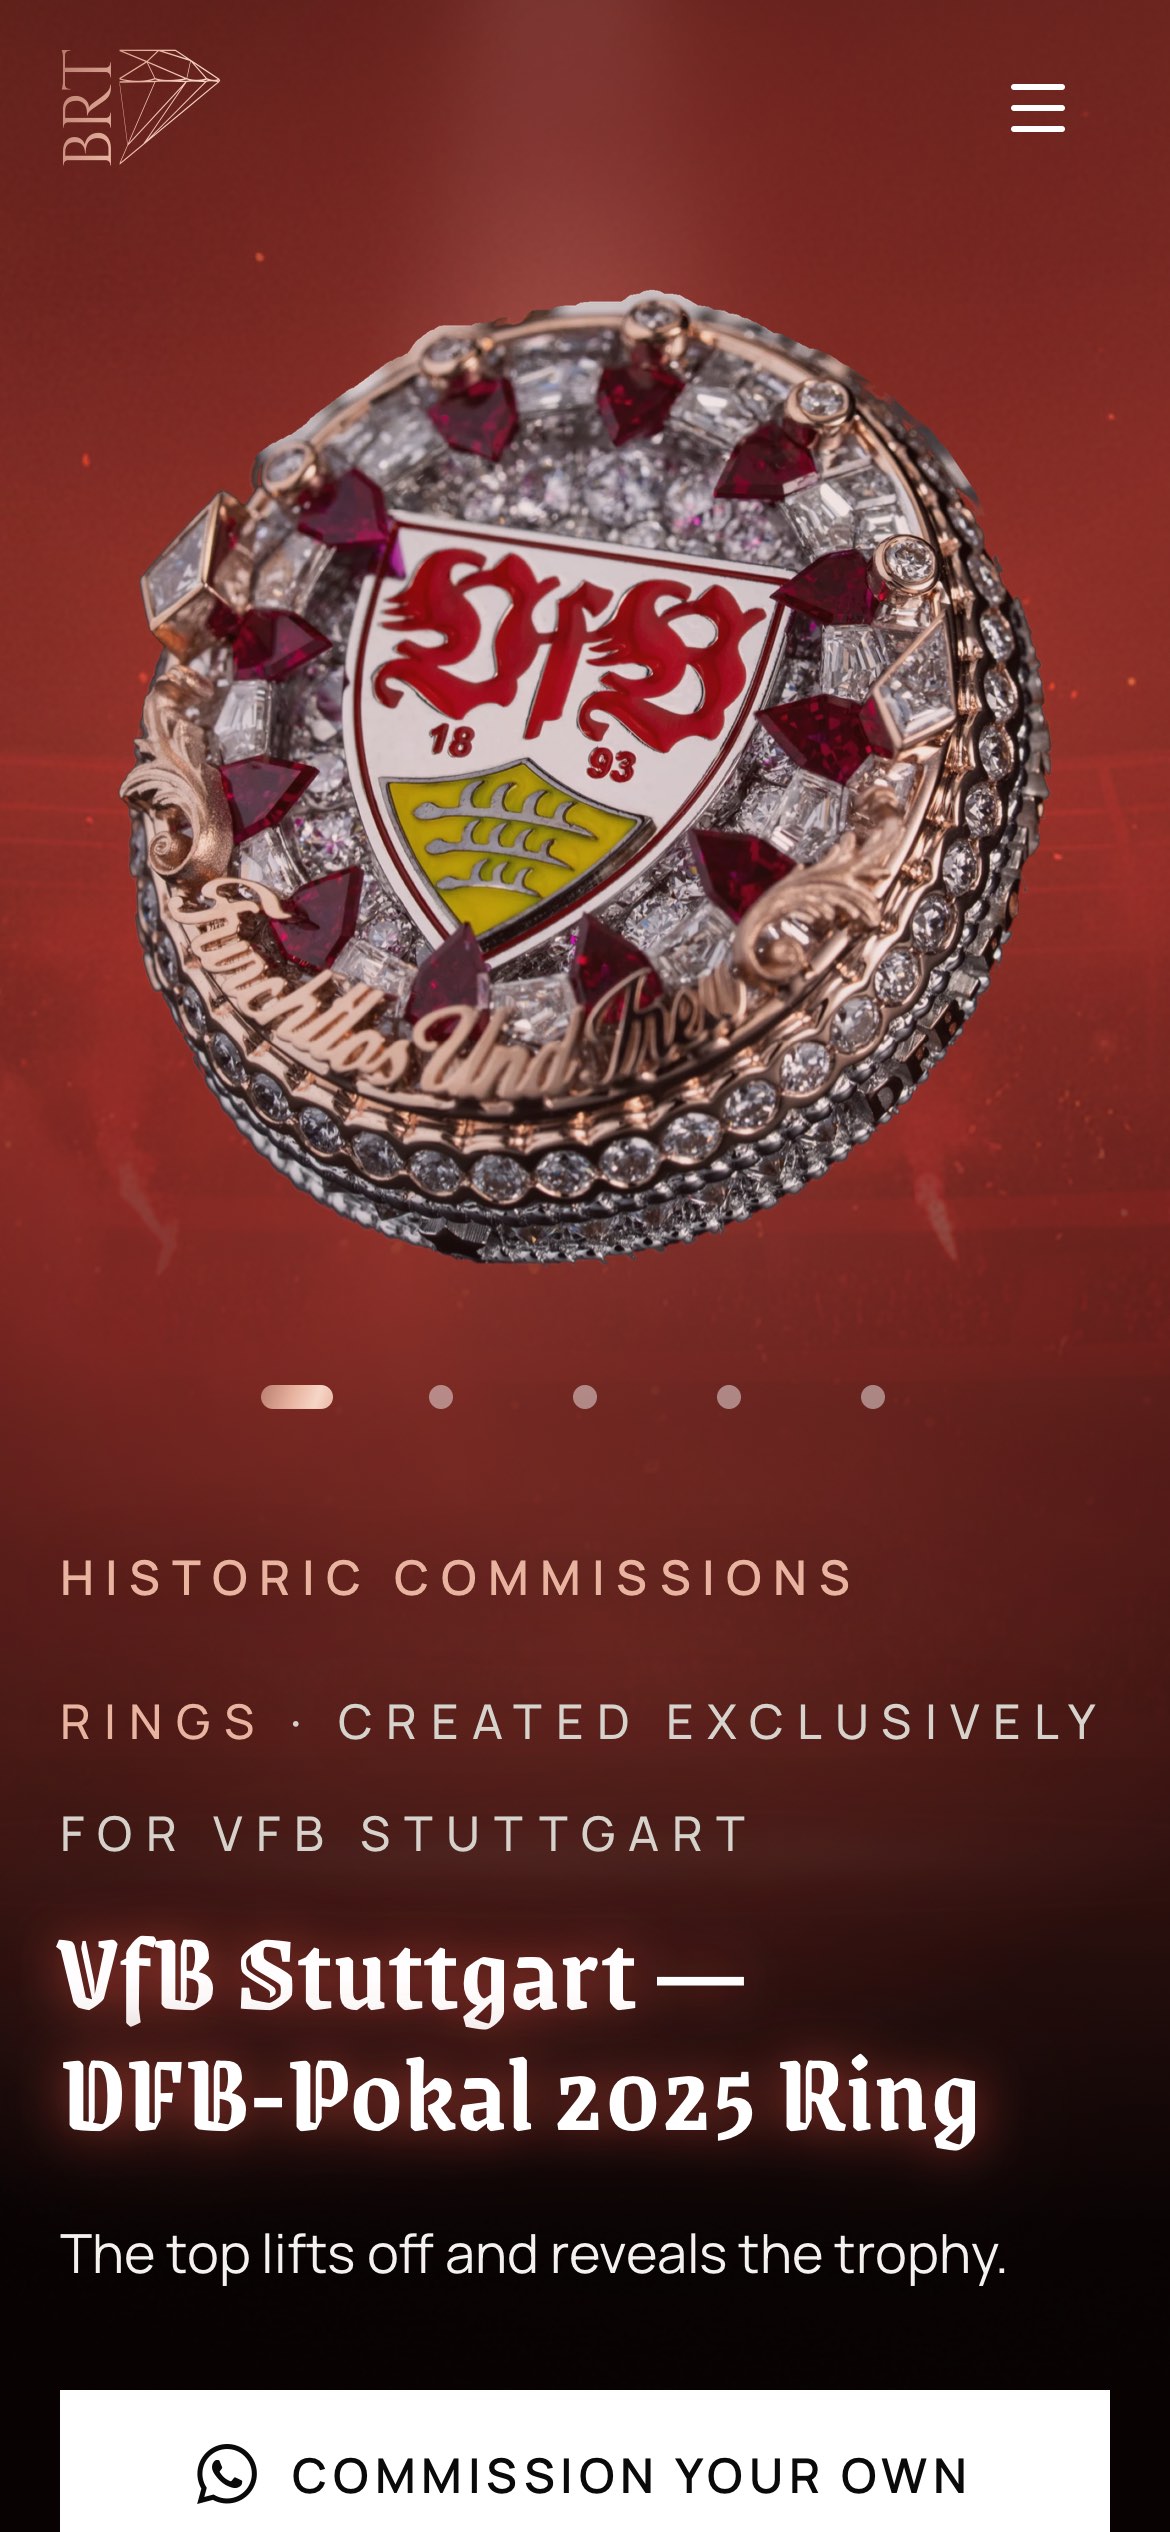 BRT
VfB
18 93
Furchtlos Und Treu
DFB
HISTORIC COMMISSIONS
RINGS · CREATED EXCLUSIVELY
FOR VFB STUTTGART
VfB Stuttgart —
DFB-Pokal 2025 Ring
The top lifts off and reveals the trophy.
COMMISSION YOUR OWN